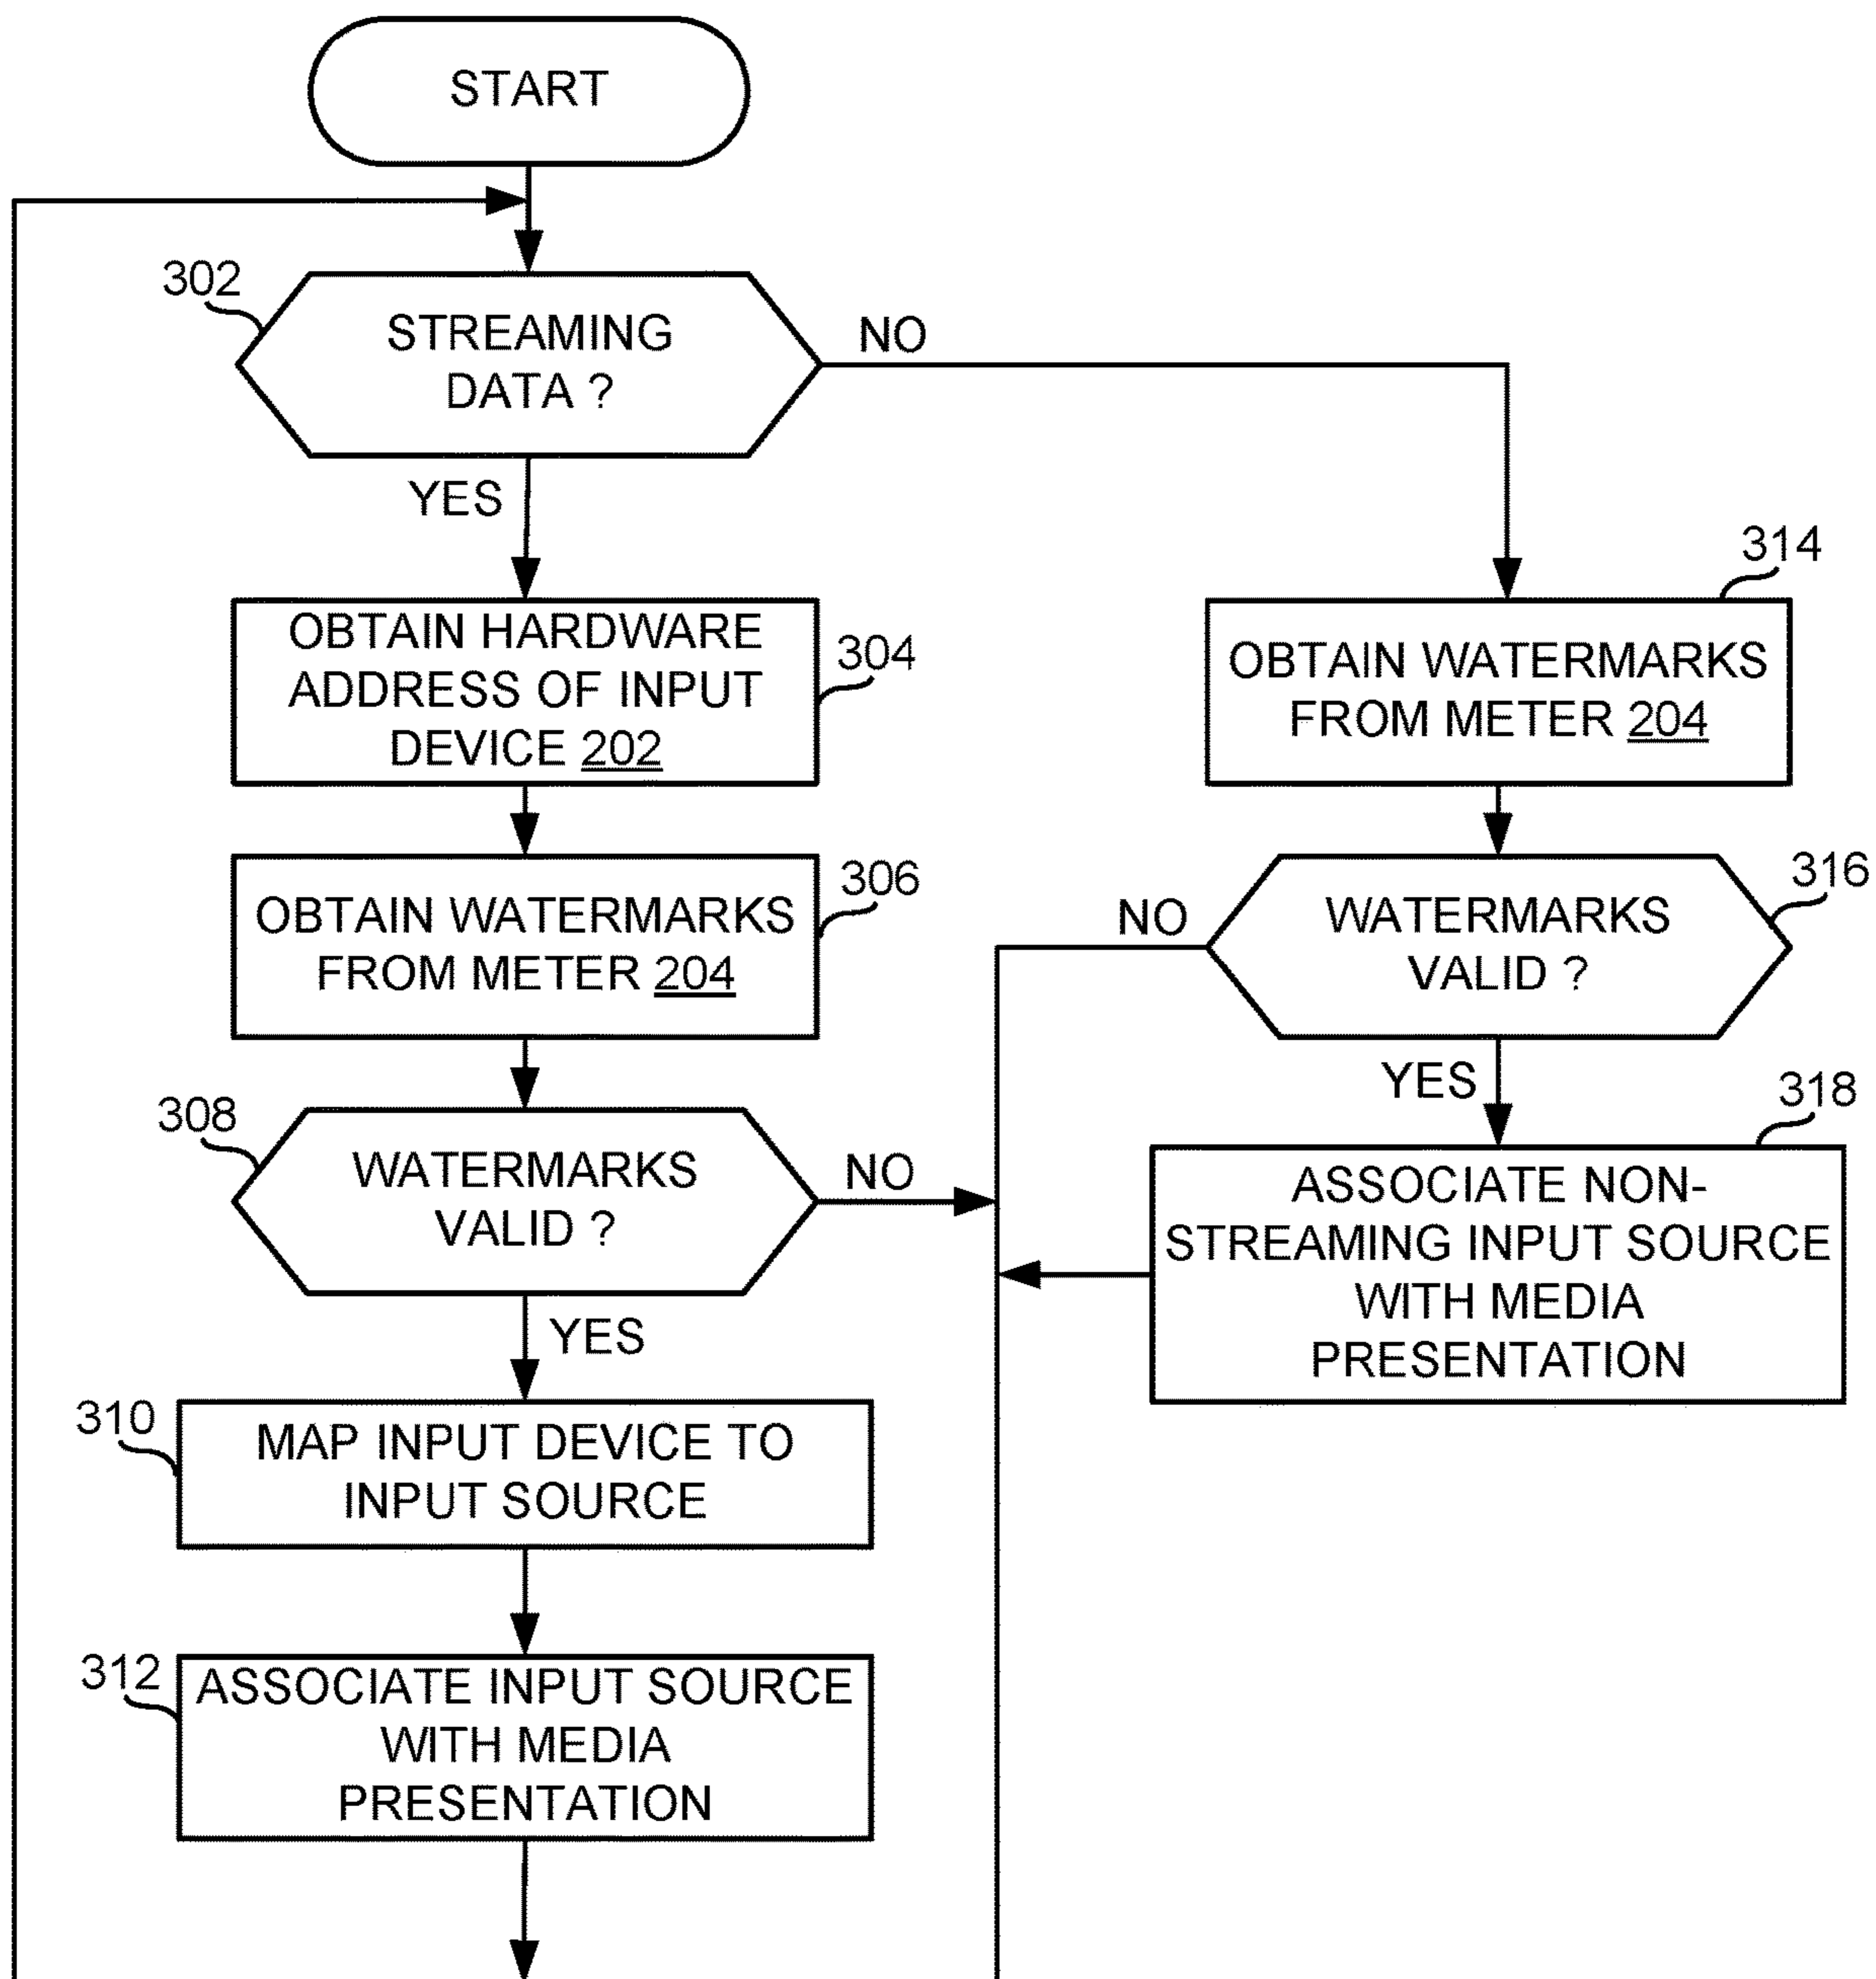 START
302
STREAMING
DATA ?
NO
YES
304
OBTAIN HARDWARE
ADDRESS OF INPUT
DEVICE 202
306
OBTAIN WATERMARKS
FROM METER 204
308
WATERMARKS
VALID ?
NO
YES
310
MAP INPUT DEVICE TO
INPUT SOURCE
312
ASSOCIATE INPUT SOURCE
WITH MEDIA
PRESENTATION
314
OBTAIN WATERMARKS
FROM METER 204
316
WATERMARKS
VALID ?
NO
YES
318
ASSOCIATE NON-
STREAMING INPUT SOURCE
WITH MEDIA
PRESENTATION